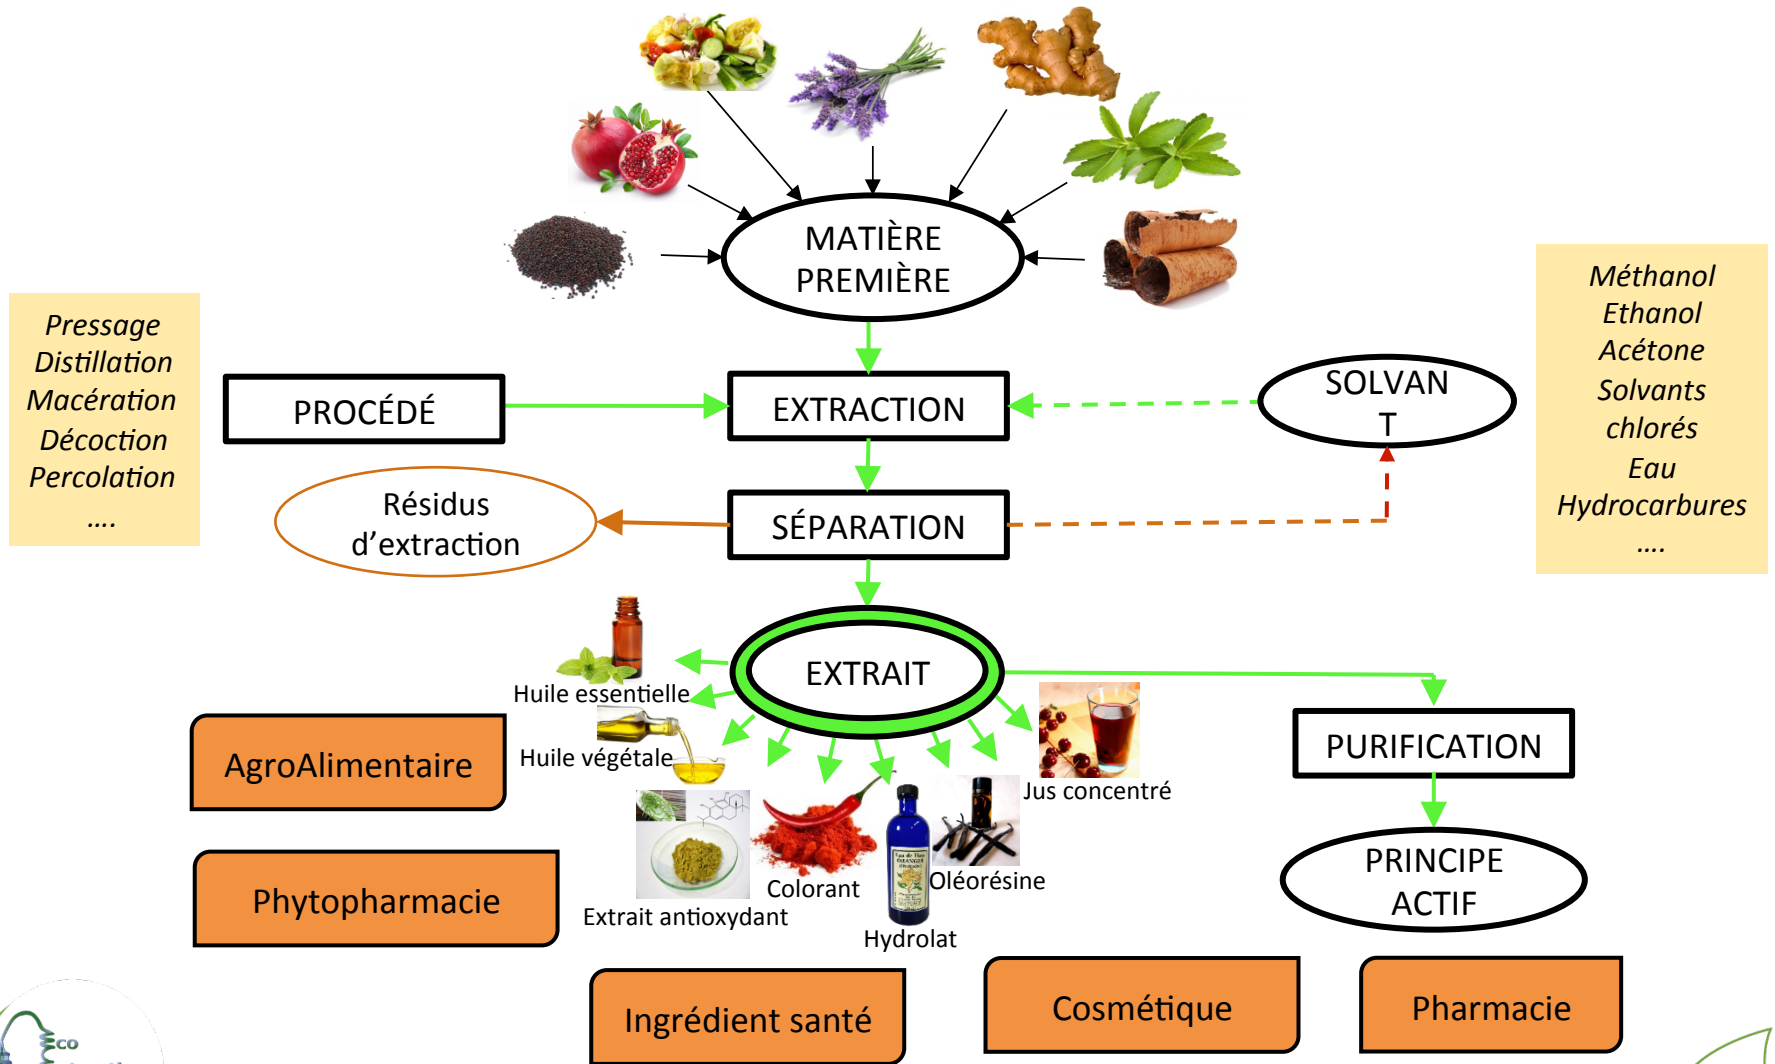 MATIÈRE
PREMIÈRE
Pressage
Distillation
Macération
Décoction
Percolation
....
PROCÉDÉ
EXTRACTION
SOLVAN
T
Méthanol
Ethanol
Acétone
Solvants
chlorés
Eau
Hydrocarbures
....
Résidus
d’extraction
SÉPARATION
EXTRAIT
Huile essentielle
Huile végétale
Extrait antioxydant
Colorant
Hydrolat
Oléorésine
Jus concentré
PURIFICATION
PRINCIPE
ACTIF
AgroAlimentaire
Phytopharmacie
Ingrédient santé
Cosmétique
Pharmacie
ECO